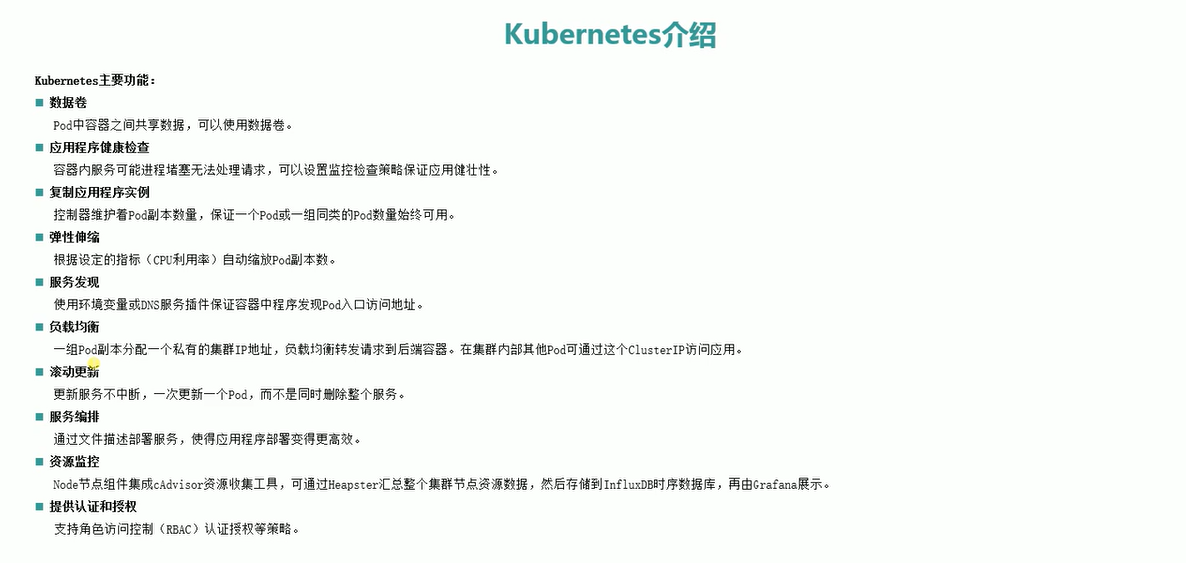 Kubernetes介绍
Kubernetes主要功能：
■ 数据卷
Pod中容器之间共享数据，可以使用数据卷。
■ 应用程序健康检查
容器内服务可能进程堵塞无法处理请求，可以设置监控检查策略保证应用健壮性。
■ 复制应用程序实例
控制器维护着Pod副本数量，保证一个Pod或一组同类的Pod数量始终可用。
■ 弹性伸缩
根据设定的指标（CPU利用率）自动缩放Pod副本数。
■ 服务发现
使用环境变量或DNS服务插件保证容器中程序发现Pod入口访问地址。
■ 负载均衡
一组Pod副本分配一个私有的集群IP地址，负载均衡转发请求到后端容器。在集群内部其他Pod可通过这个ClusterIP访问应用。
■ 滚动更新
更新服务不中断，一次更新一个Pod，而不是同时删除整个服务。
■ 服务编排
通过文件描述部署服务，使得应用程序部署变得更高效。
■ 资源监控
Node节点组件集成cAdvisor资源收集工具，可通过Heapster汇总整个集群节点资源数据，然后存储到InfluxDB时序数据库，再由Grafana展示。
■ 提供认证和授权
支持角色访问控制（RBAC）认证授权等策略。